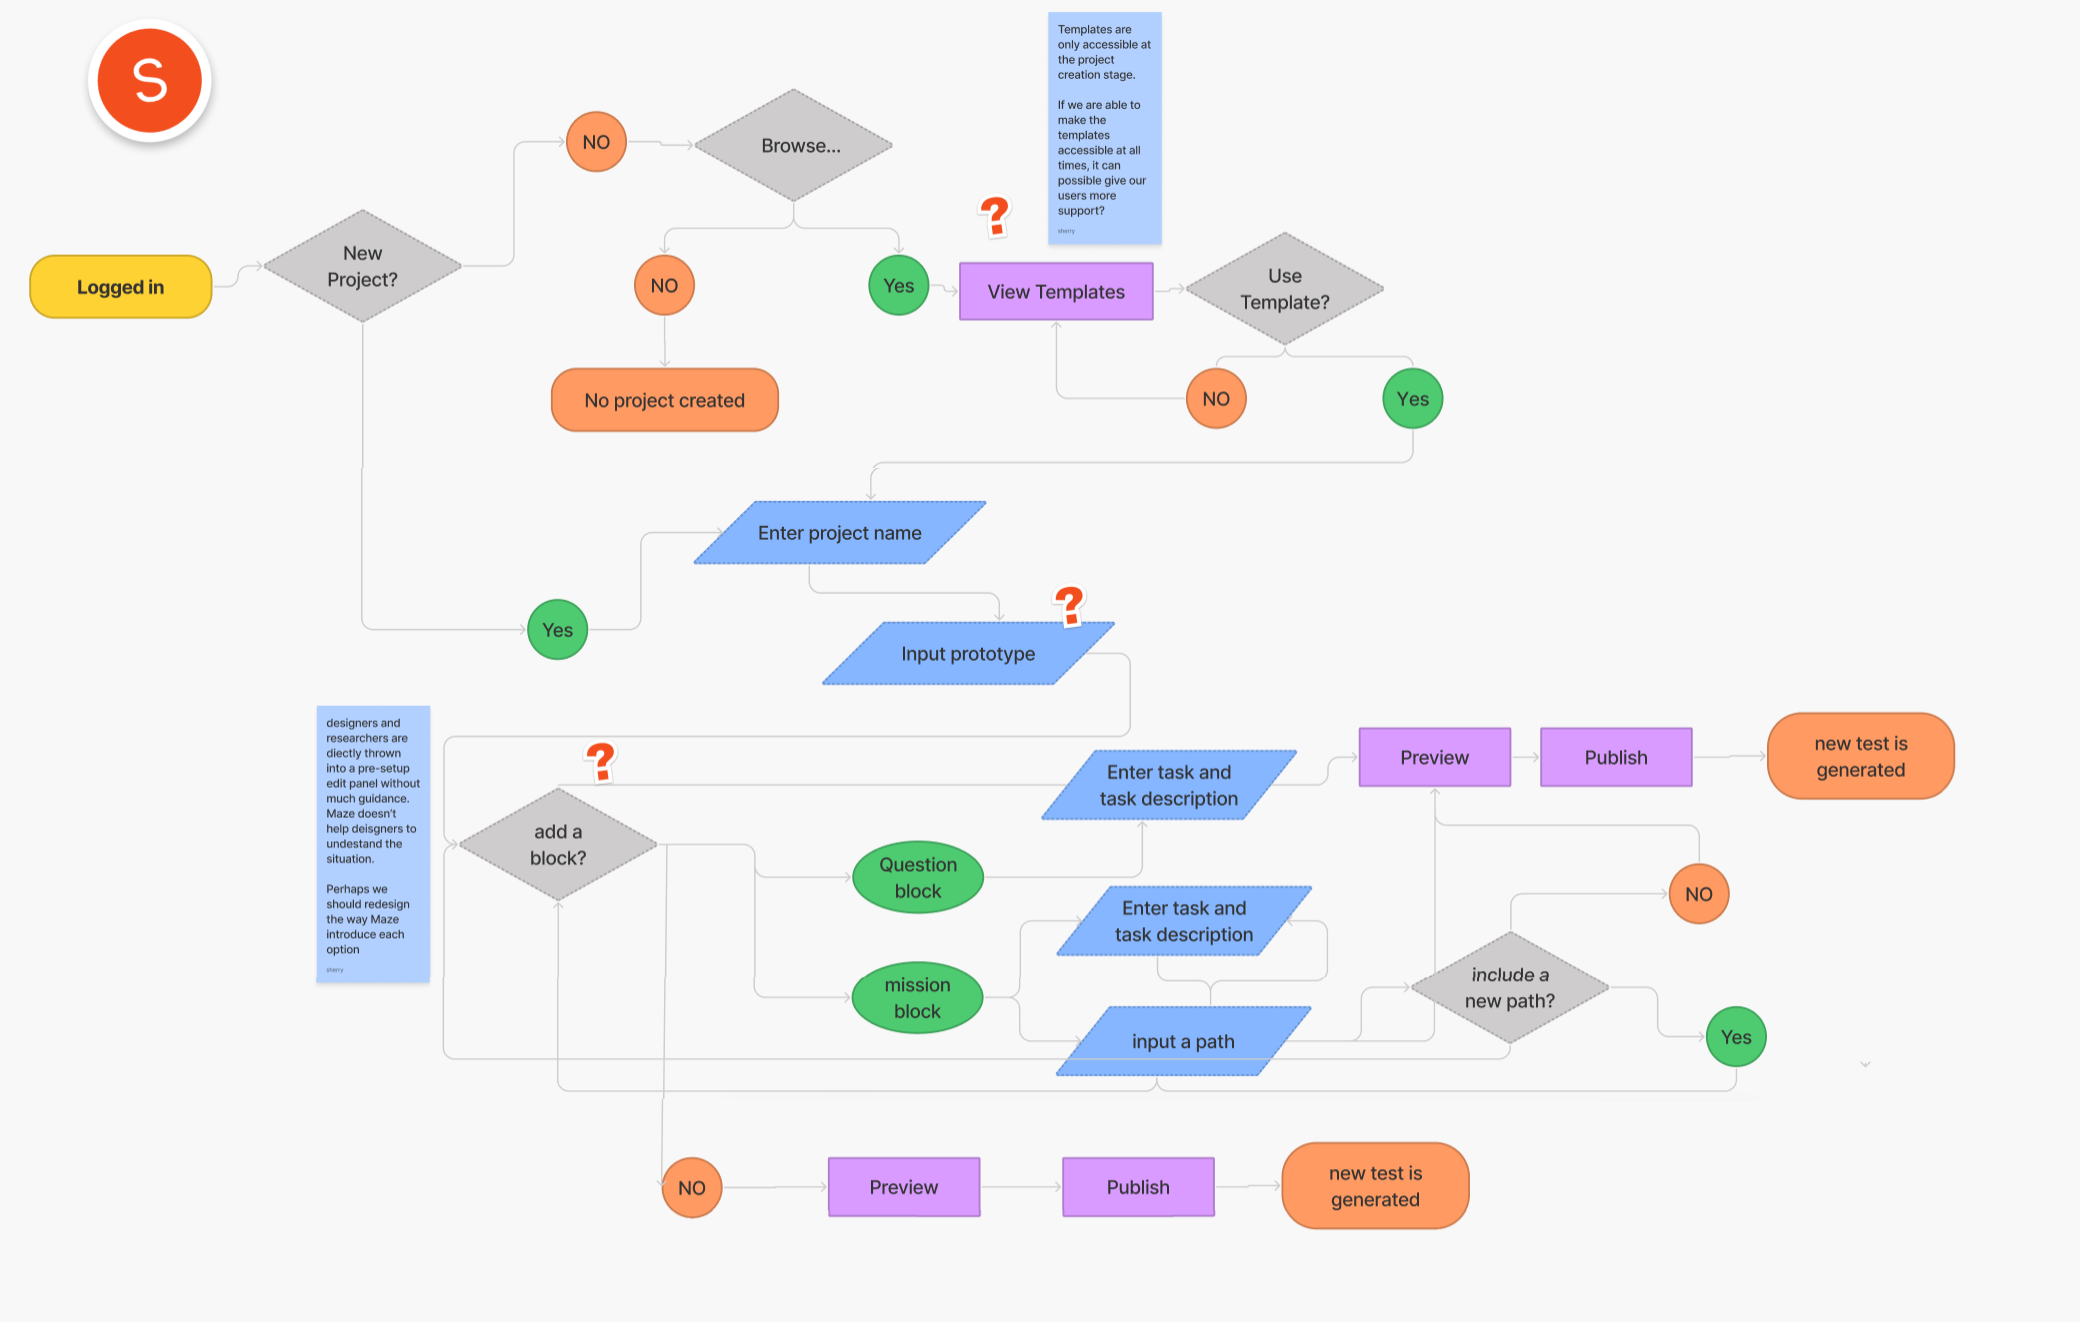 S
Templates are
only accessible at
the project
creation stage.
If we are able to
make the
templates
accessible at all
times, it can
possible give our
users more
support?
sherry
NO
Browse...
?
New
Project?
Logged in
NO
Yes
View Templates
Use
Template?
No project created
NO
Yes
Enter project name
?
Yes
Input prototype
designers and
researchers are
diectly thrown
into a pre-setup
edit panel without
much guidance.
Maze doesn't
help deisgners to
undestand the
situation.
Perhaps we
should redesign
the way Maze
introduce each
option
sherry
?
Enter task and
task description
Preview
Publish
new test is
generated
add a
block?
Question
block
Enter task and
task description
NO
mission
block
include a
new path?
input a path
Yes
NO
Preview
Publish
new test is
generated